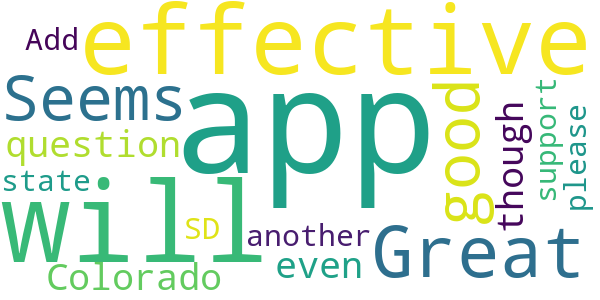 Add effective
Seems app good though support please
question
state will SD another Great
Colorado even